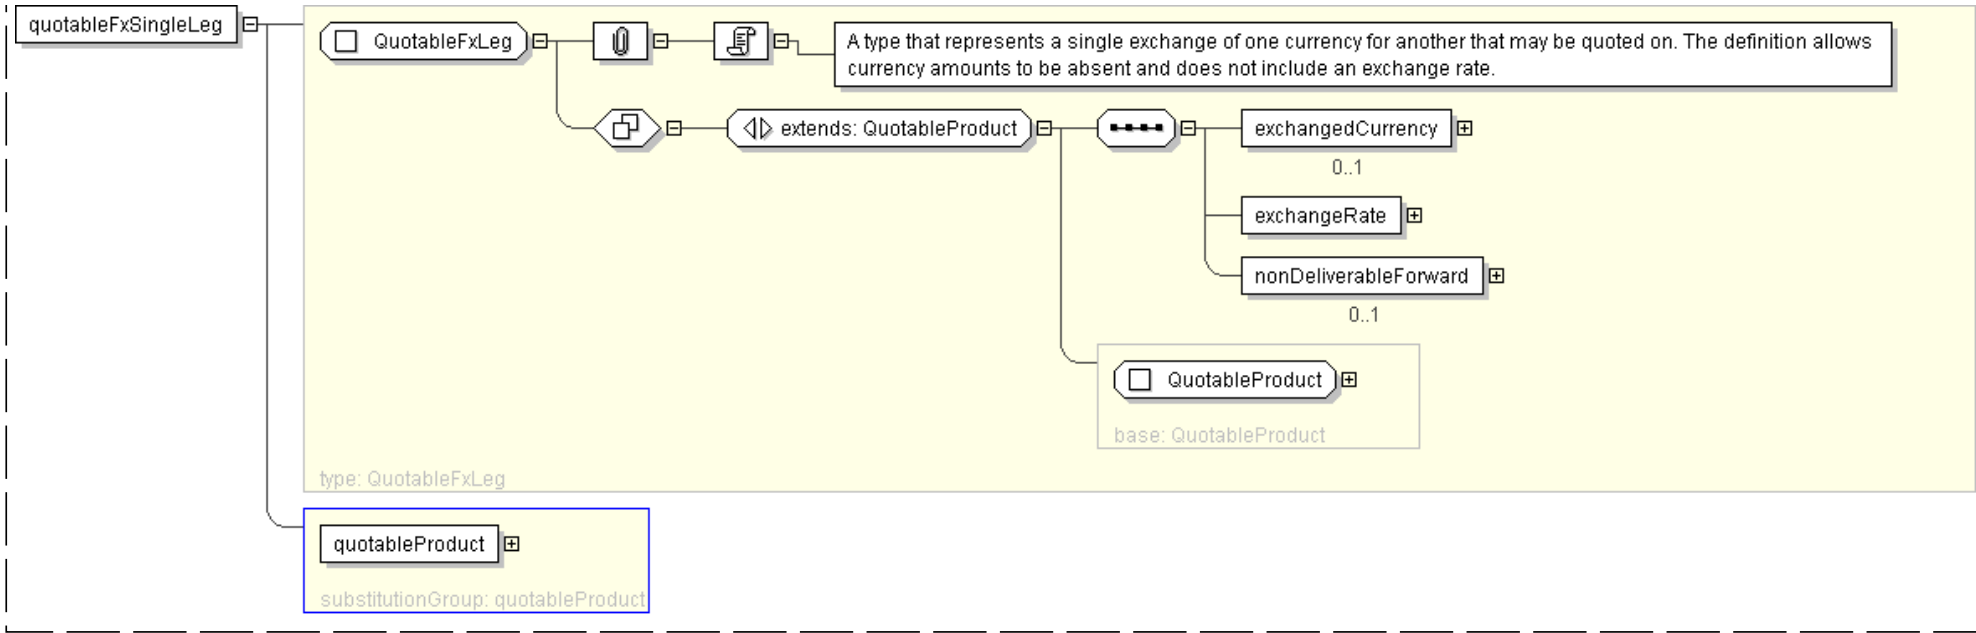 quotableFxSingleLeg
QuotableFxLeg
A type that represents a single exchange of one currency for another that may be quoted on. The definition allows
currency amounts to be absent and does not include an exchange rate.
extends: QuotableProduct
exchangedCurrency
0..1
exchangeRate
nonDeliverableForward
0..1
QuotableProduct
base: QuotableProduct
type: QuotableFxLeg
quotableProduct
substitutionGroup: quotableProduct